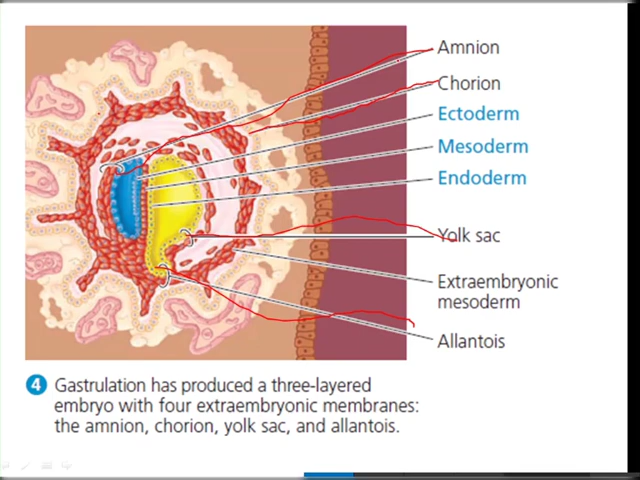 Amnion
Chorion
Ectoderm
Mesoderm
Endoderm
Yolk sac
Extraembryonic
mesoderm
Allantois
4 Gastrulation has produced a three-layered
embryo with four extraembryonic membranes:
the amnion, chorion, yolk sac, and allantois.